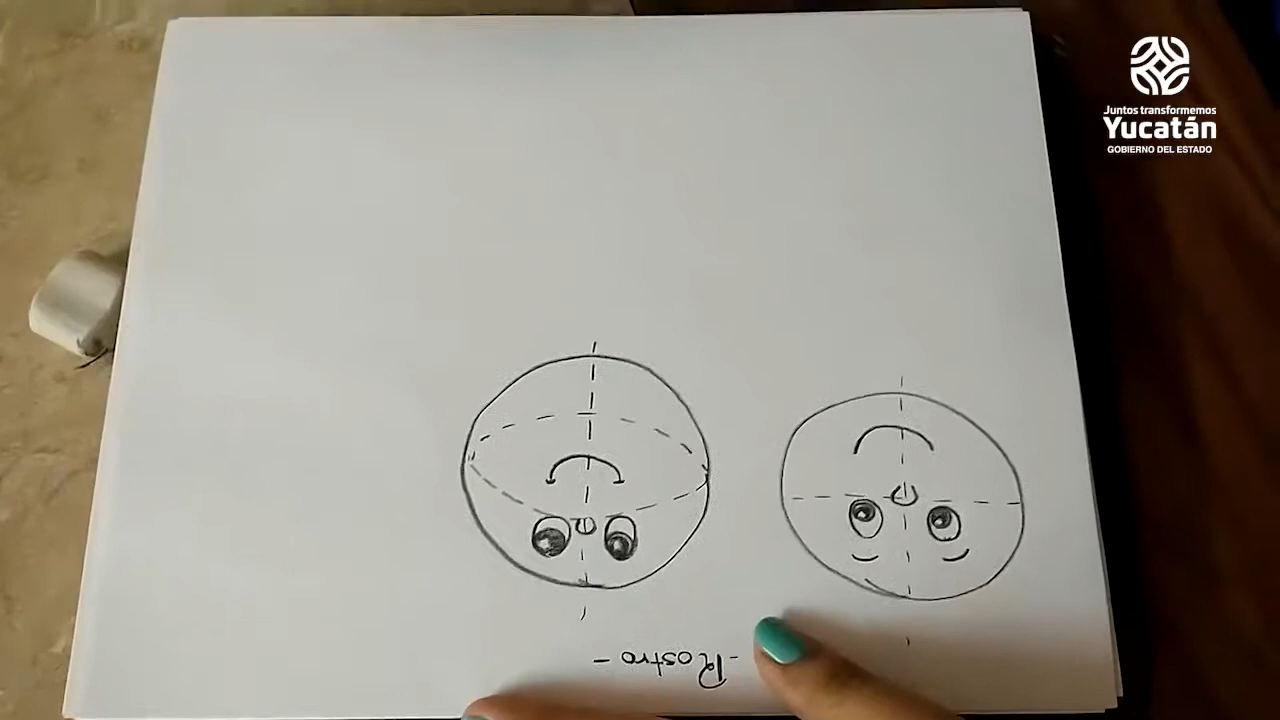 Juntos transformemos
Yucatán
GOBIERNO DEL ESTADO
- Rostro -